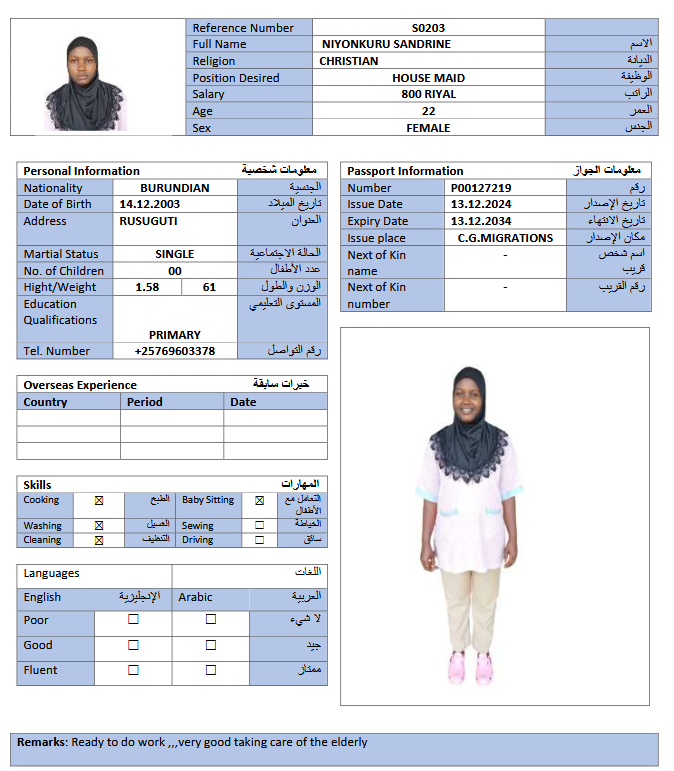 Reference Number S0203
Full Name NIYONKURU SANDRINE الاسم
Religion CHRISTIAN الديانة
Position Desired HOUSE MAID الوظيفة
Salary 800 RIYAL الراتب
Age 22 العمر
Sex FEMALE الجنس
Personal Information معلومات شخصية
Nationality BURUNDIAN الجنسية
Date of Birth 14.12.2003 تاريخ الميلاد
Address RUSUGUTI العنوان
Martial Status SINGLE الحالة الاجتماعية
No. of Children 00 عدد الأطفال
Hight/Weight 1.58 61 الوزن والطول
Education المستوى التعليمي
Qualifications
PRIMARY
Tel. Number +25769603378 رقم التواصل
Passport Information معلومات الجواز
Number P00127219 رقم
Issue Date 13.12.2024 تاريخ الإصدار
Expiry Date 13.12.2034 تاريخ الانتهاء
Issue place C.G.MIGRATIONS مكان الإصدار
Next of Kin - اسم شخص
name قريب
Next of Kin - رقم القريب
number
Overseas Experience خبرات سابقة
Country Period Date
Skills المهارات
Cooking ☒ الطبخ Baby Sitting ☒ التعامل مع
الأطفال
Washing ☒ الغسيل Sewing ☐ الخياطة
Cleaning ☒ التنظيف Driving ☐ سائق
Languages اللغات
English الإنجليزية Arabic العربية
Poor ☐ ☐ لا شيء
Good ☐ ☐ جيد
Fluent ☐ ☐ ممتاز
Remarks: Ready to do work ,,,very good taking care of the elderly